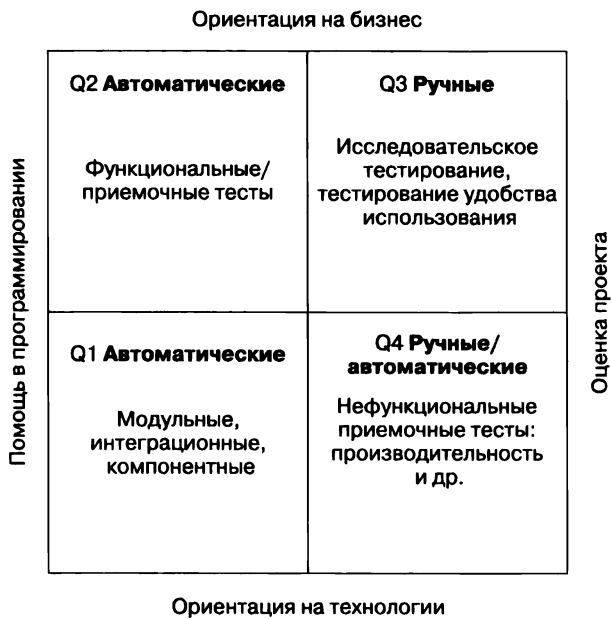 Ориентация на бизнес
Помощь в программировании
Q2 Автоматические
Функциональные/
приемочные тесты
Q3 Ручные
Исследовательское
тестирование,
тестирование удобства
использования
Q1 Автоматические
Модульные,
интеграционные,
компонентные
Q4 Ручные/
автоматические
Нефункциональные
приемочные тесты:
производительность
и др.
Оценка проекта
Ориентация на технологии